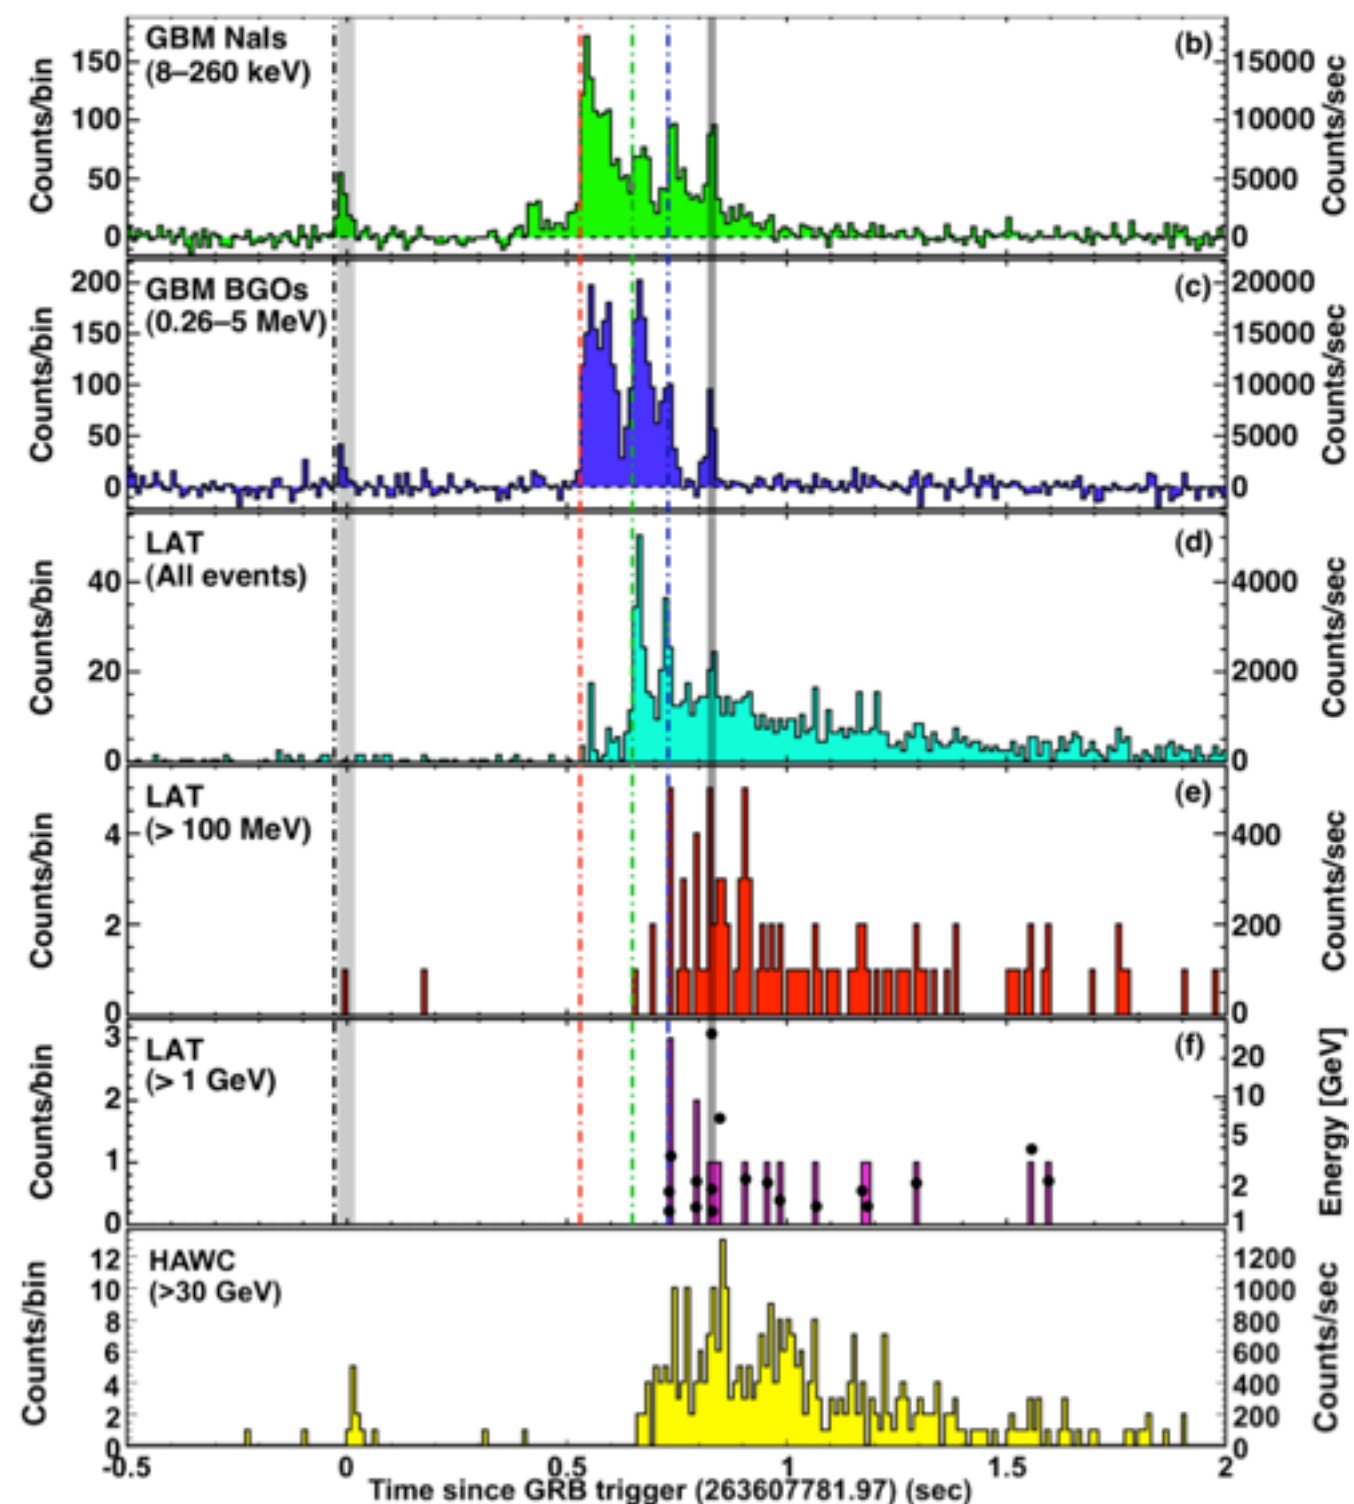 GBM NaIs
(8–260 keV)
(b)
Counts/bin
150
100
50
0
15000
10000
5000
0
Counts/sec
GBM BGOs
(0.26–5 MeV)
(c)
Counts/bin
200
150
100
50
0
20000
15000
10000
5000
0
Counts/sec
LAT
(All events)
(d)
Counts/bin
40
20
0
4000
2000
0
Counts/sec
LAT
(> 100 MeV)
(e)
Counts/bin
4
2
0
400
200
0
Counts/sec
LAT
(> 1 GeV)
(f)
Counts/bin
3
2
1
0
20
10
5
2
1
Energy [GeV]
HAWC
(>30 GeV)
Counts/bin
12
10
8
6
4
2
0
1200
1000
800
600
400
200
0
Counts/sec
-0.5 0 0.5 1 1.5 2
Time since GRB trigger (263607781.97) (sec)